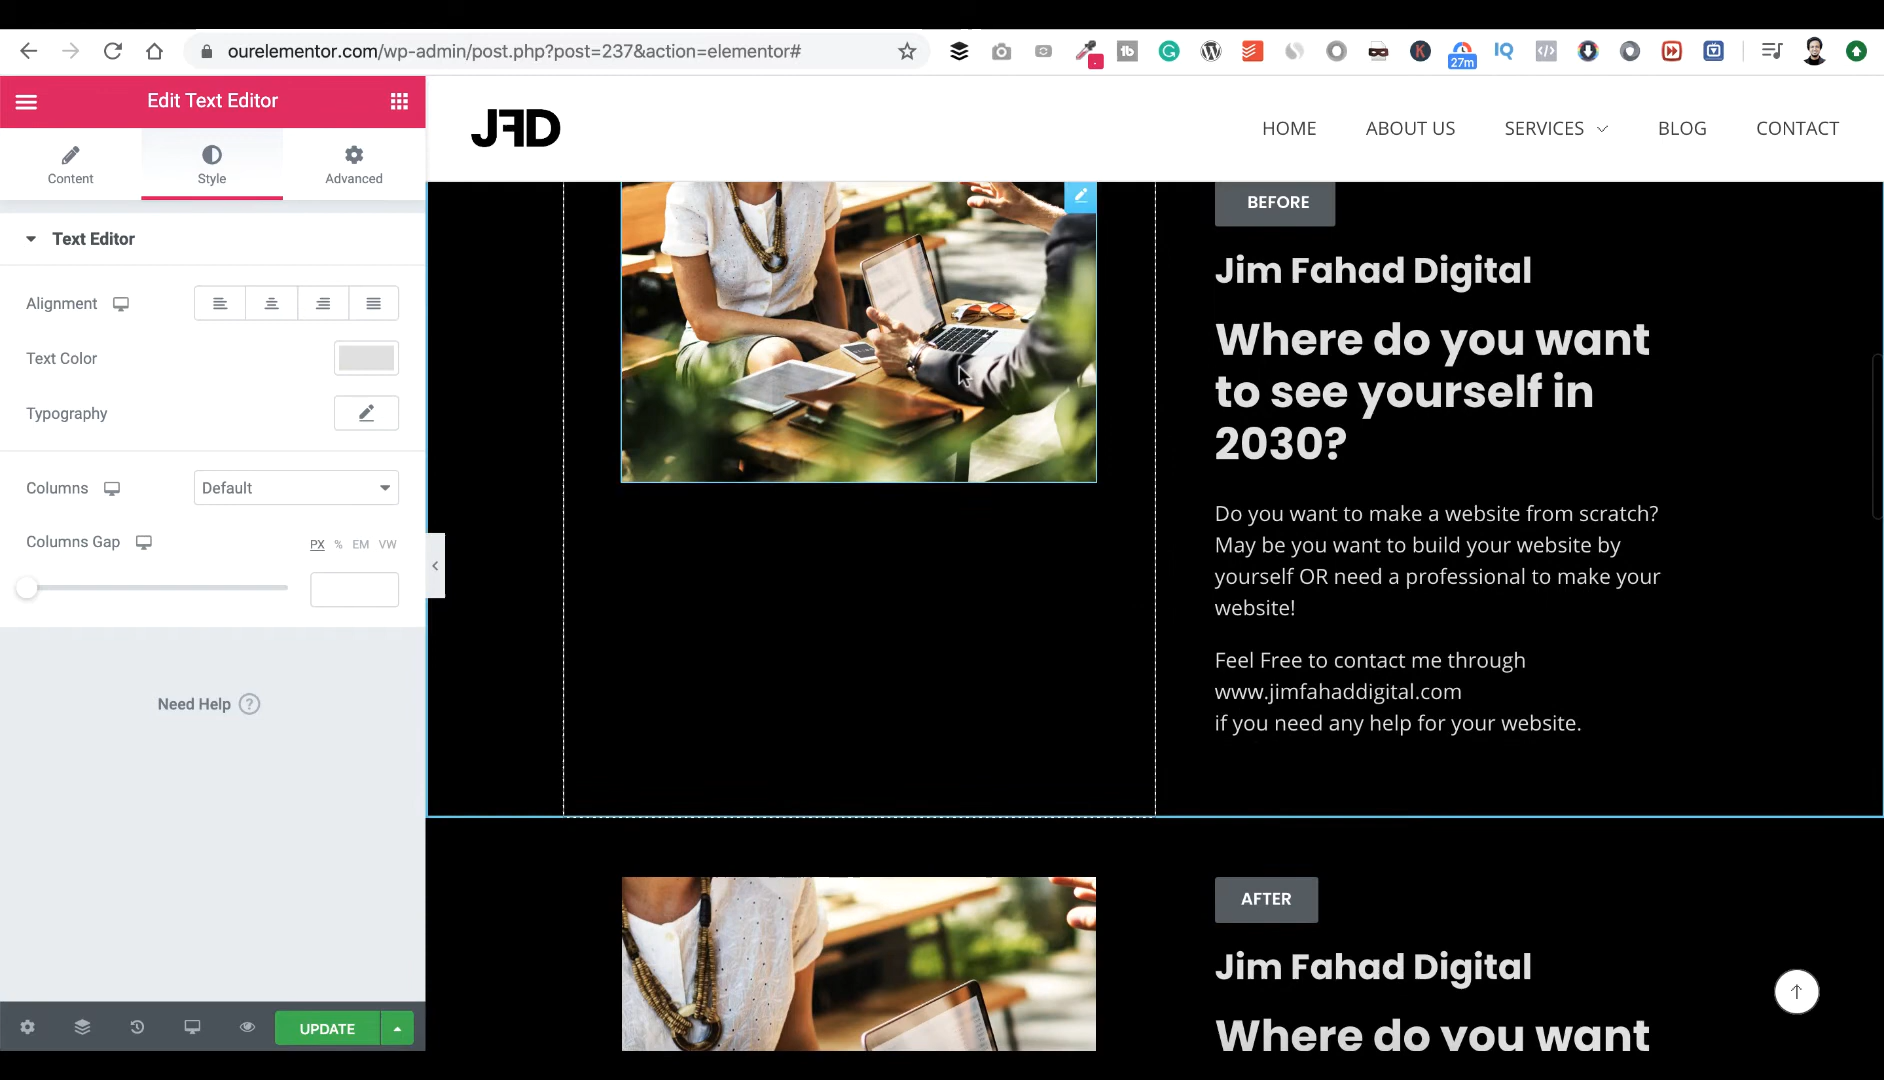 ourelementor.com/wp-admin/post.php?post=237&action=elementor#
27m
Edit Text Editor
Content
Style
Advanced
Text Editor
Alignment
Text Color
Typography
Columns
Default
Columns Gap
PX % EM VW
Need Help ?
UPDATE
JFD
HOME
ABOUT US
SERVICES
BLOG
CONTACT
BEFORE
Jim Fahad Digital
Where do you want
to see yourself in
2030?
Do you want to make a website from scratch?
May be you want to build your website by
yourself OR need a professional to make your
website!
Feel Free to contact me through
www.jimfahaddigital.com
if you need any help for your website.
AFTER
Jim Fahad Digital
Where do you want